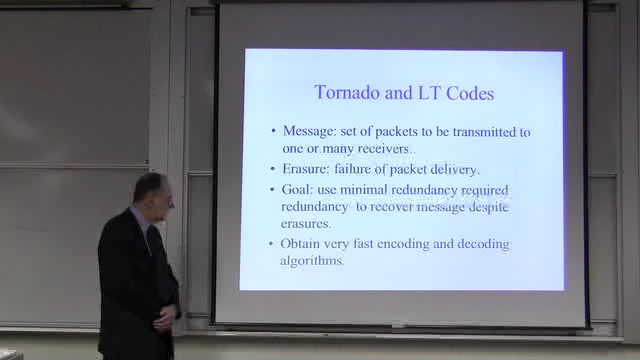 Tornado and LT Codes
• Message: set of packets to be transmitted to
one or many receivers..
• Erasure: failure of packet delivery.
• Goal: use minimal redundancy required
redundancy to recover message despite
erasures.
• Obtain very fast encoding and decoding
algorithms.